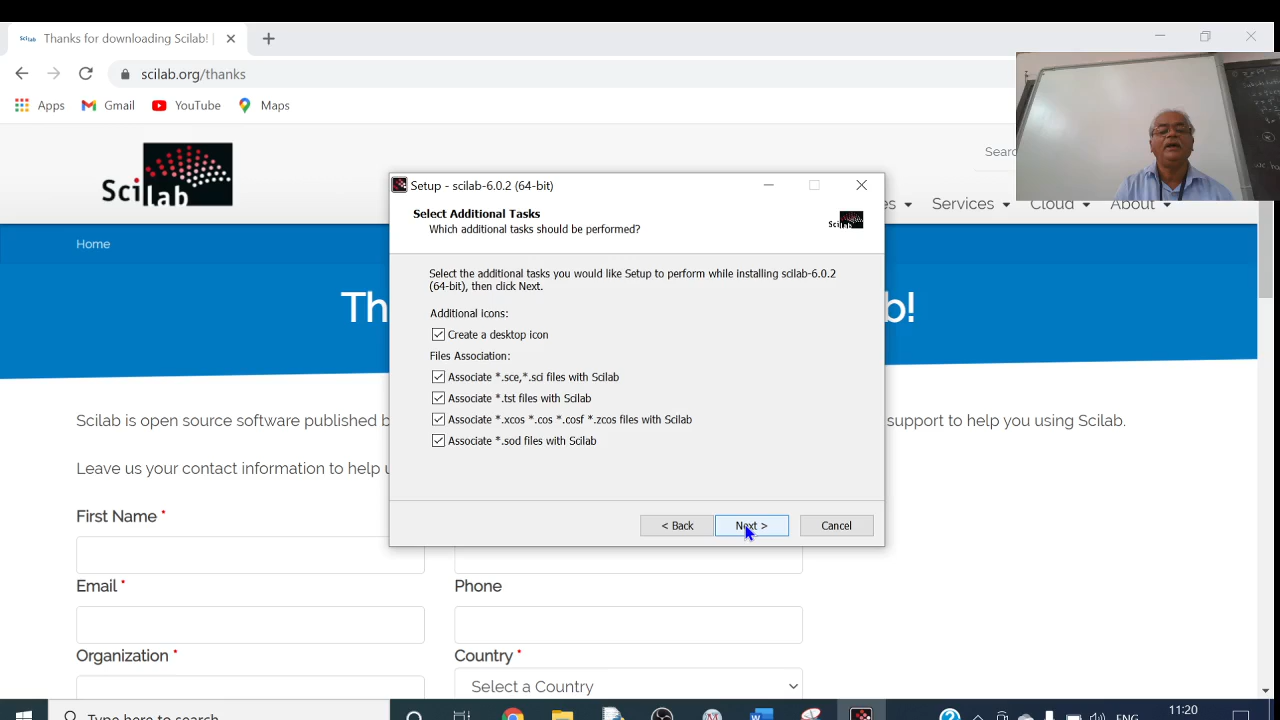 Scilab Thanks for downloading Scilab! |
scilab.org/thanks
Apps Gmail YouTube Maps
Scilab
Sear
es Services Cloud About
Home
Th b!
Setup - scilab-6.0.2 (64-bit)
Select Additional Tasks
Which additional tasks should be performed?
Scilab
Select the additional tasks you would like Setup to perform while installing scilab-6.0.2
(64-bit), then click Next.
Additional icons:
Create a desktop icon
Files Association:
Associate *.sce,*.sci files with Scilab
Associate *.tst files with Scilab
Associate *.xcos *.cos *.cosf *.zcos files with Scilab
Associate *.sod files with Scilab
< Back Next > Cancel
Scilab is open source software published b support to help you using Scilab.
Leave us your contact information to help u
First Name *
Email * Phone
Organization * Country *
Select a Country
Type here to search
11:20